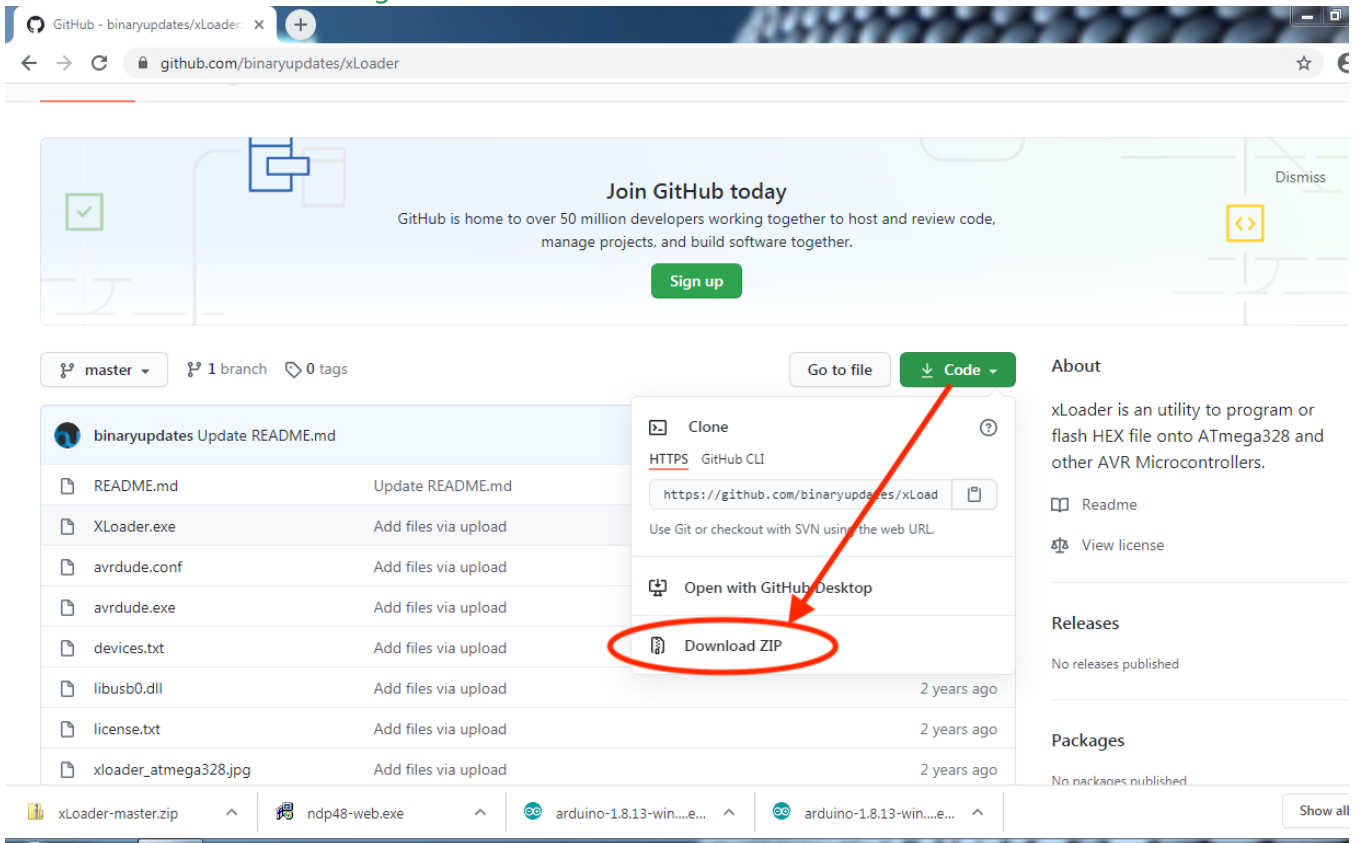 GitHub - binaryupdates/xLoader:
github.com/binaryupdates/xLoader
Join GitHub today
Dismiss
GitHub is home to over 50 million developers working together to host and review code,
manage projects, and build software together.
Sign up
master
1 branch
0 tags
Go to file
Code
About
xLoader is an utility to program or
flash HEX file onto ATmega328 and
other AVR Microcontrollers.
Readme
View license
Releases
No releases published
Packages
No packages published
binaryupdates Update README.md
README.md Update README.md
XLoader.exe Add files via upload
avrdude.conf Add files via upload
avrdude.exe Add files via upload
devices.txt Add files via upload
libusb0.dll Add files via upload 2 years ago
license.txt Add files via upload 2 years ago
xloader_atmega328.jpg Add files via upload 2 years ago
Clone
HTTPS GitHub CLI
https://github.com/binaryupdates/xLoad
Use Git or checkout with SVN using the web URL.
Open with GitHub Desktop
Download ZIP
xLoader-master.zip
ndp48-web.exe
arduino-1.8.13-win....e...
arduino-1.8.13-win....e...
Show all